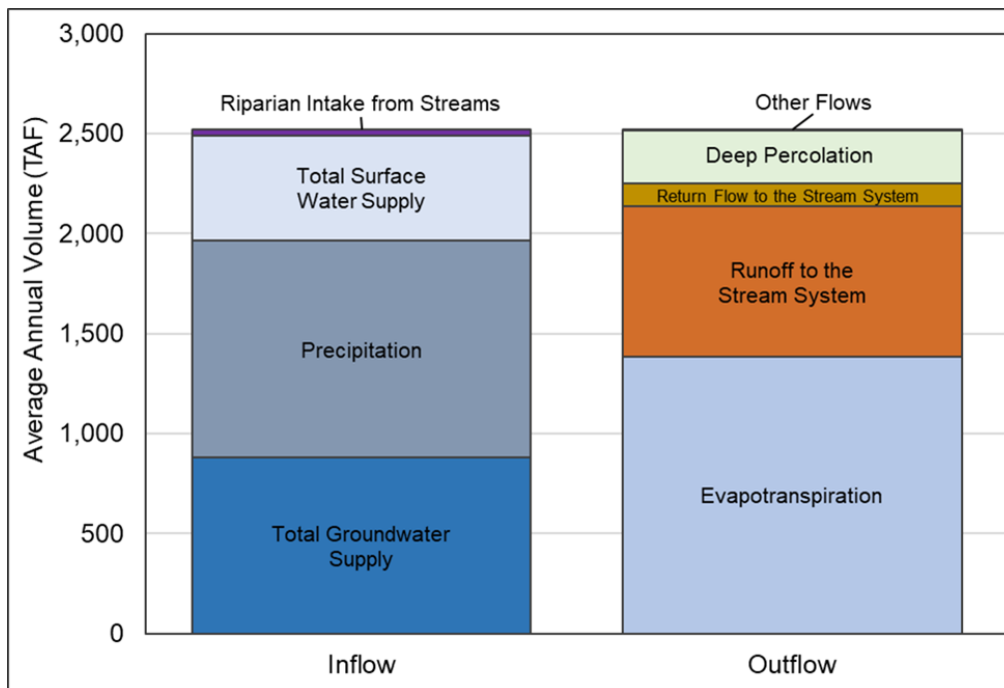 Average Annual Volume (TAF)
3,000
2,500
2,000
1,500
1,000
500
0
Riparian Intake from Streams
Total Surface
Water Supply
Precipitation
Total Groundwater
Supply
Inflow
Other Flows
Deep Percolation
Return Flow to the Stream System
Runoff to the
Stream System
Evapotranspiration
Outflow